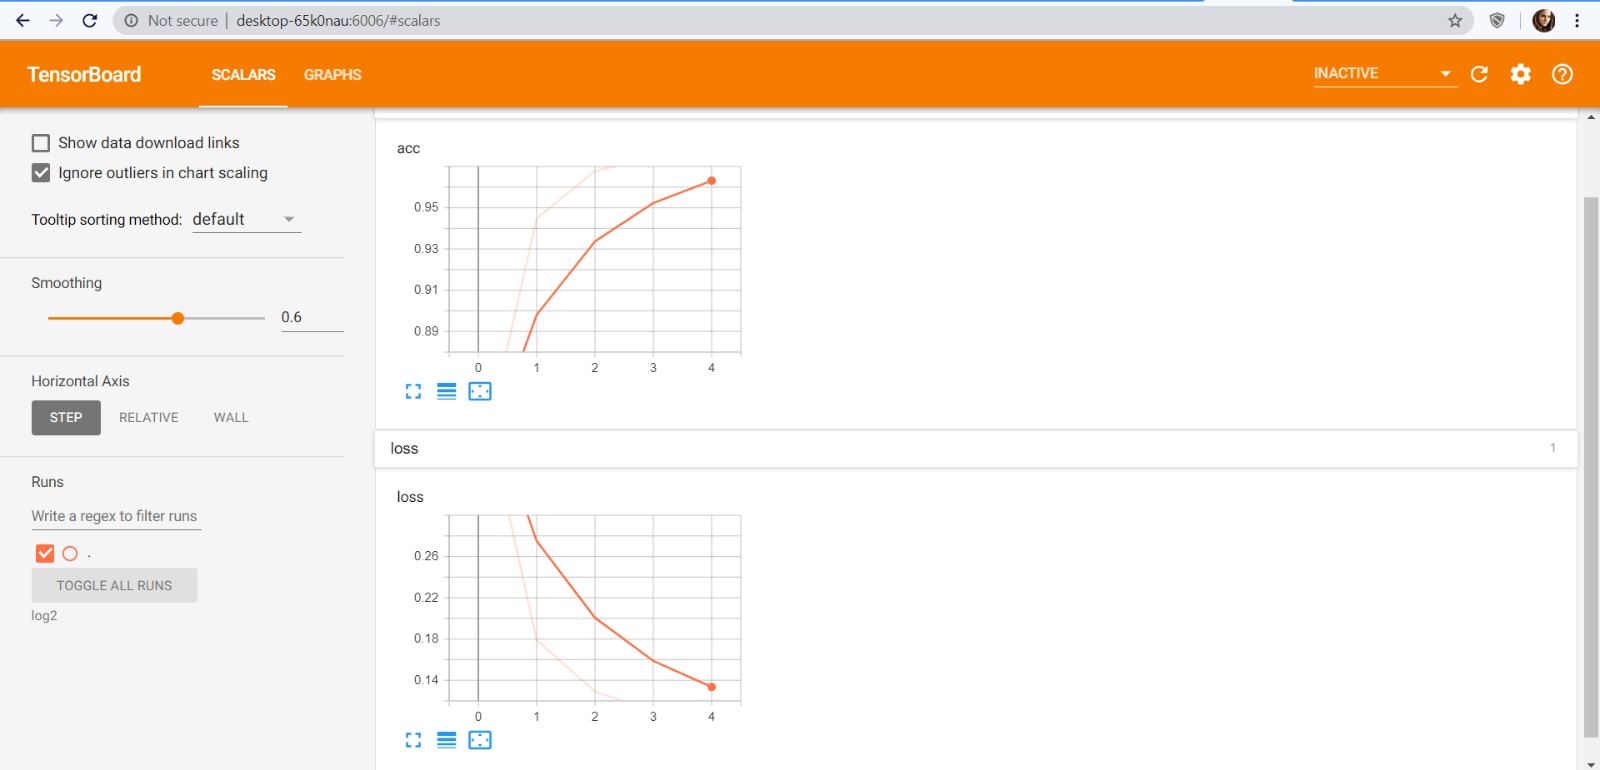 Not secure | desktop-65k0nau:6006/#scalars
TensorBoard SCALARS GRAPHS INACTIVE
Show data download links
Ignore outliers in chart scaling
Tooltip sorting method: default
Smoothing
0.6
Horizontal Axis
STEP RELATIVE WALL
Runs
Write a regex to filter runs
.
TOGGLE ALL RUNS
log2
acc
0.95
0.93
0.91
0.89
0 1 2 3 4
loss 1
loss
0.26
0.22
0.18
0.14
0 1 2 3 4